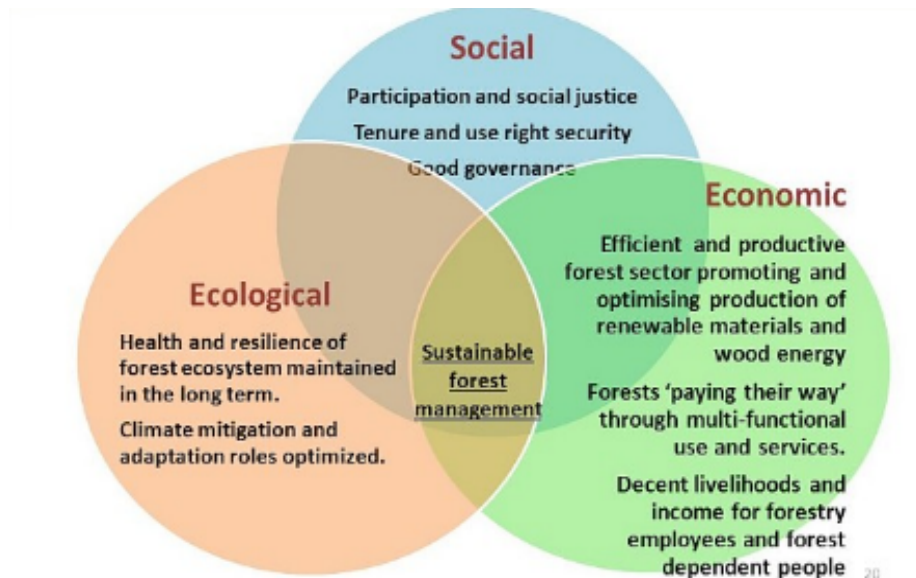 Social
Participation and social justice
Tenure and use right security
Good governance
Economic
Efficient and productive
forest sector promoting and
optimising production of
renewable materials and
wood energy
Forests ‘paying their way’
through multi-functional
use and services.
Decent livelihoods and
income for forestry
employees and forest
dependent people
Ecological
Health and resilience of
forest ecosystem maintained
in the long term.
Climate mitigation and
adaptation roles optimized.
Sustainable
forest
management
20